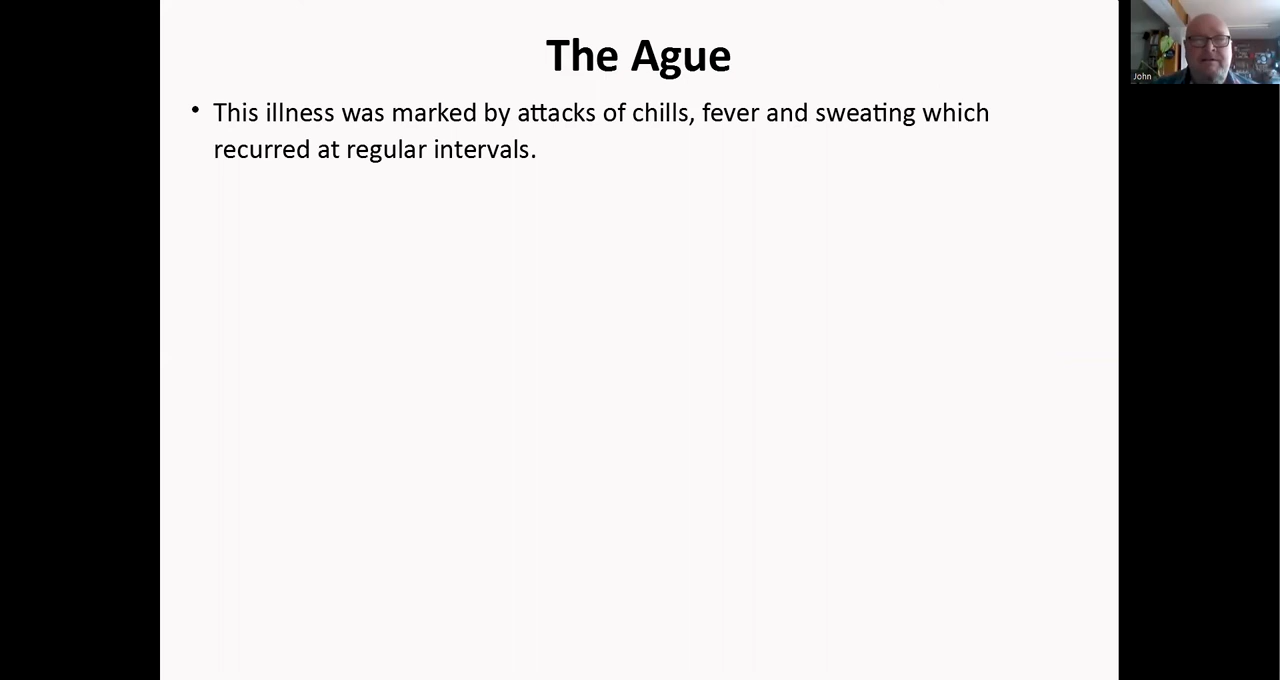 The Ague
• This illness was marked by attacks of chills, fever and sweating which
recurred at regular intervals.
John